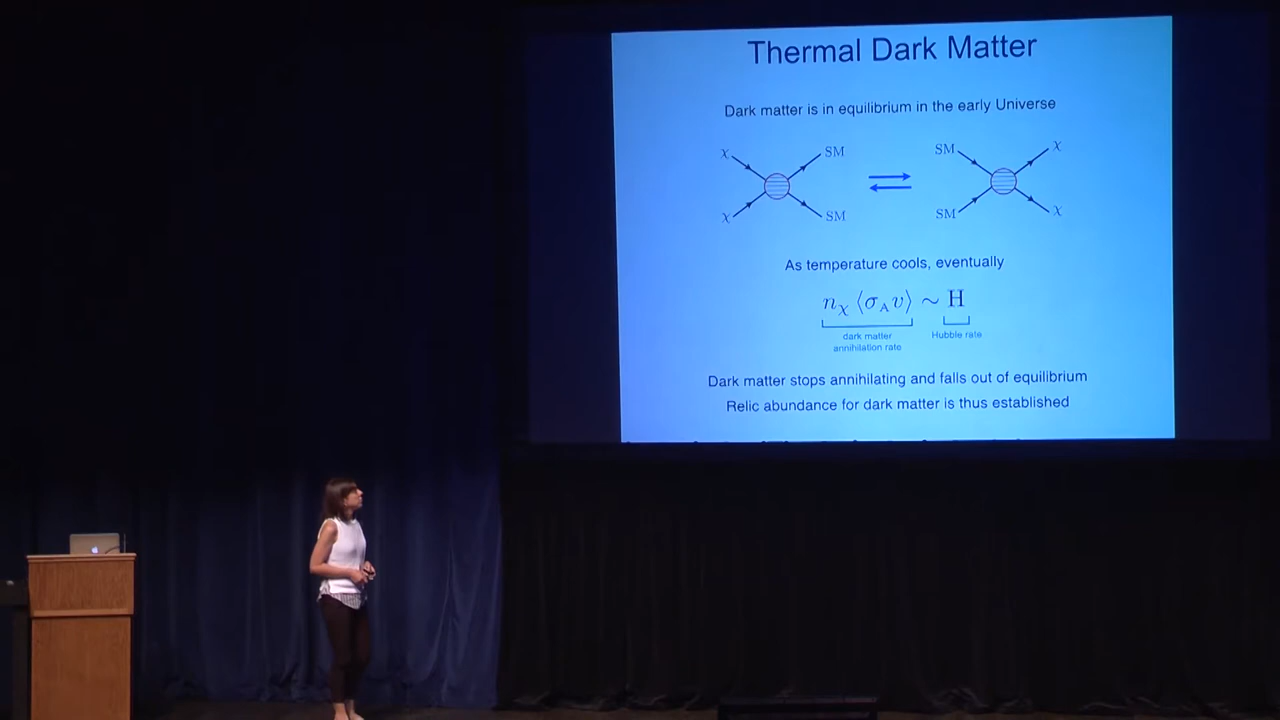 Thermal Dark Matter
Dark matter is in equilibrium in the early Universe
χ SM SM χ
χ SM SM χ
As temperature cools, eventually
n_χ ⟨σ_A v⟩ ∼ H
dark matter annihilation rate
Hubble rate
Dark matter stops annihilating and falls out of equilibrium
Relic abundance for dark matter is thus established